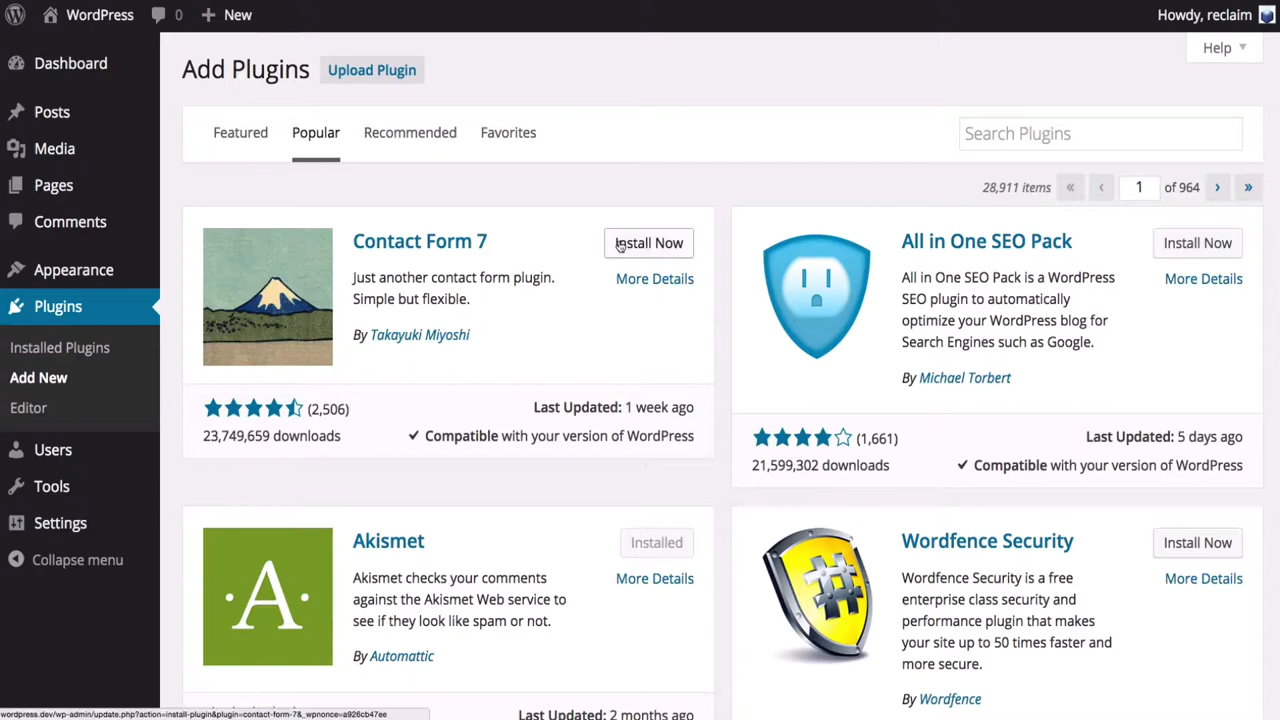 WordPress 0 New Howdy, reclaim
Dashboard
Posts
Media
Pages
Comments
Appearance
Plugins
Installed Plugins
Add New
Editor
Users
Tools
Settings
Collapse menu
Help
Add Plugins Upload Plugin
Featured Popular Recommended Favorites Search Plugins
28,911 items « ‹ 1 of 964 › »
Contact Form 7 Install Now
More Details
Just another contact form plugin.
Simple but flexible.
By Takayuki Miyoshi
(2,506) Last Updated: 1 week ago
23,749,659 downloads Compatible with your version of WordPress
All in One SEO Pack Install Now
More Details
All in One SEO Pack is a WordPress
SEO plugin to automatically
optimize your WordPress blog for
Search Engines such as Google.
By Michael Torbert
(1,661) Last Updated: 5 days ago
21,599,302 downloads Compatible with your version of WordPress
A
Akismet Installed
More Details
Akismet checks your comments
against the Akismet Web service to
see if they look like spam or not.
By Automattic
Last Updated: 2 months ago
#
Wordfence Security Install Now
More Details
Wordfence Security is a free
enterprise class security and
performance plugin that makes
your site up to 50 times faster and
more secure.
By Wordfence
wordpress.dev/wp-admin/update.php?action=install-plugin&plugin=contact-form-7&_wpnonce=a926cb47ee